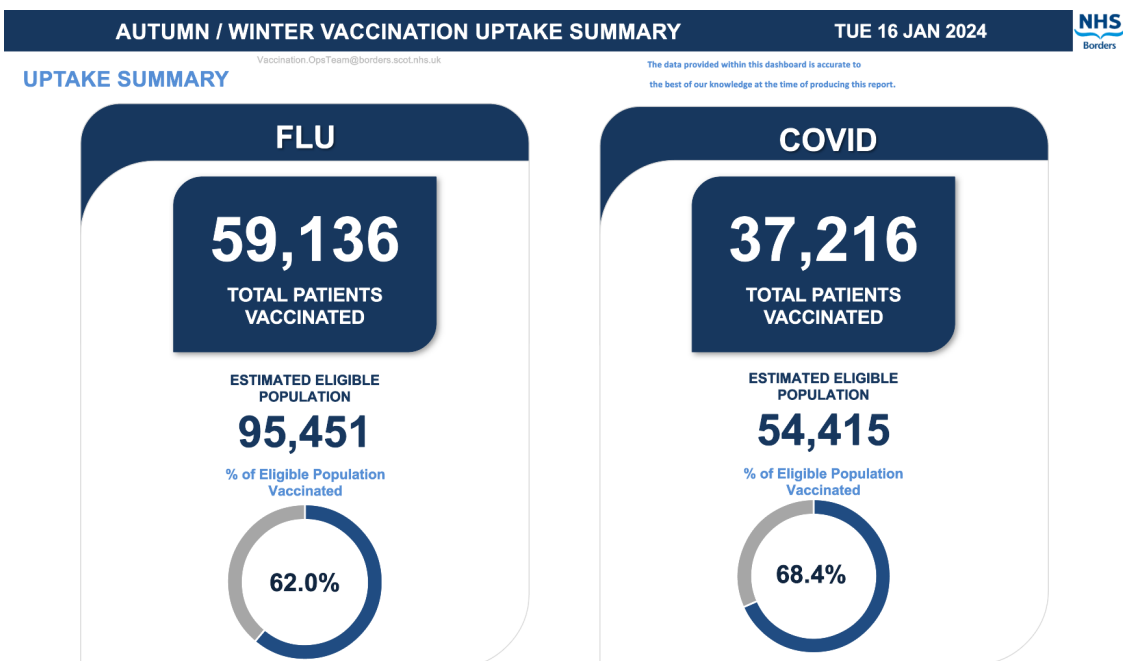 AUTUMN / WINTER VACCINATION UPTAKE SUMMARY
TUE 16 JAN 2024
NHS
Borders
Vaccination.OpsTeam@borders.scot.nhs.uk
UPTAKE SUMMARY
The data provided within this dashboard is accurate to
the best of our knowledge at the time of producing this report.
FLU
59,136
TOTAL PATIENTS
VACCINATED
ESTIMATED ELIGIBLE
POPULATION
95,451
% of Eligible Population
Vaccinated
62.0%
COVID
37,216
TOTAL PATIENTS
VACCINATED
ESTIMATED ELIGIBLE
POPULATION
54,415
% of Eligible Population
Vaccinated
68.4%